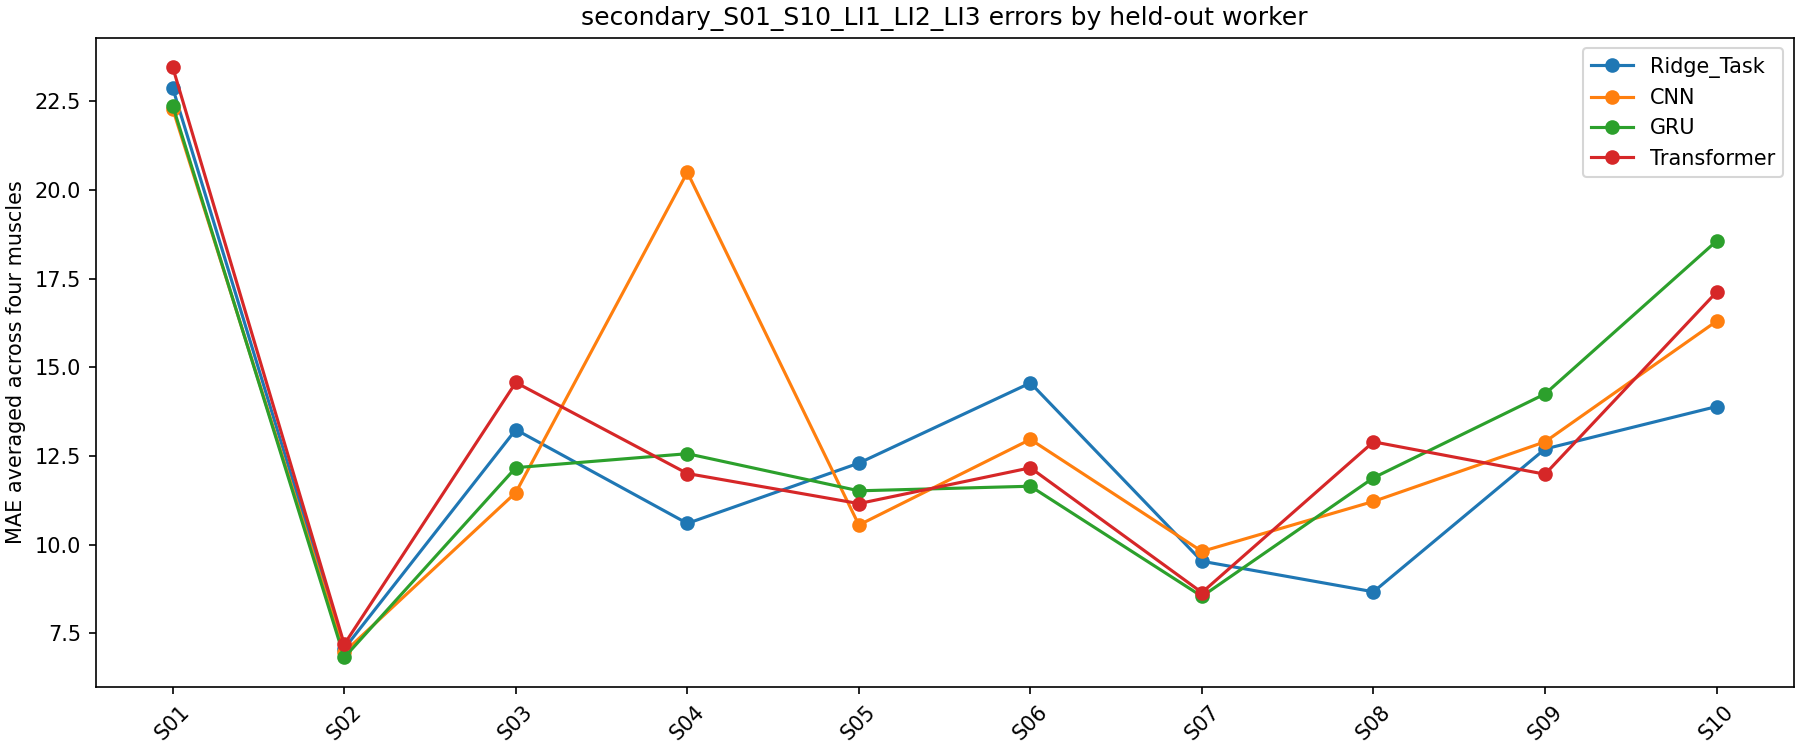 secondary_S01_S10_LI1_LI2_LI3 errors by held-out worker
MAE averaged across four muscles
22.5
20.0
17.5
15.0
12.5
10.0
7.5
Ridge_Task
CNN
GRU
Transformer
S01
S02
S03
S04
S05
S06
S07
S08
S09
S10